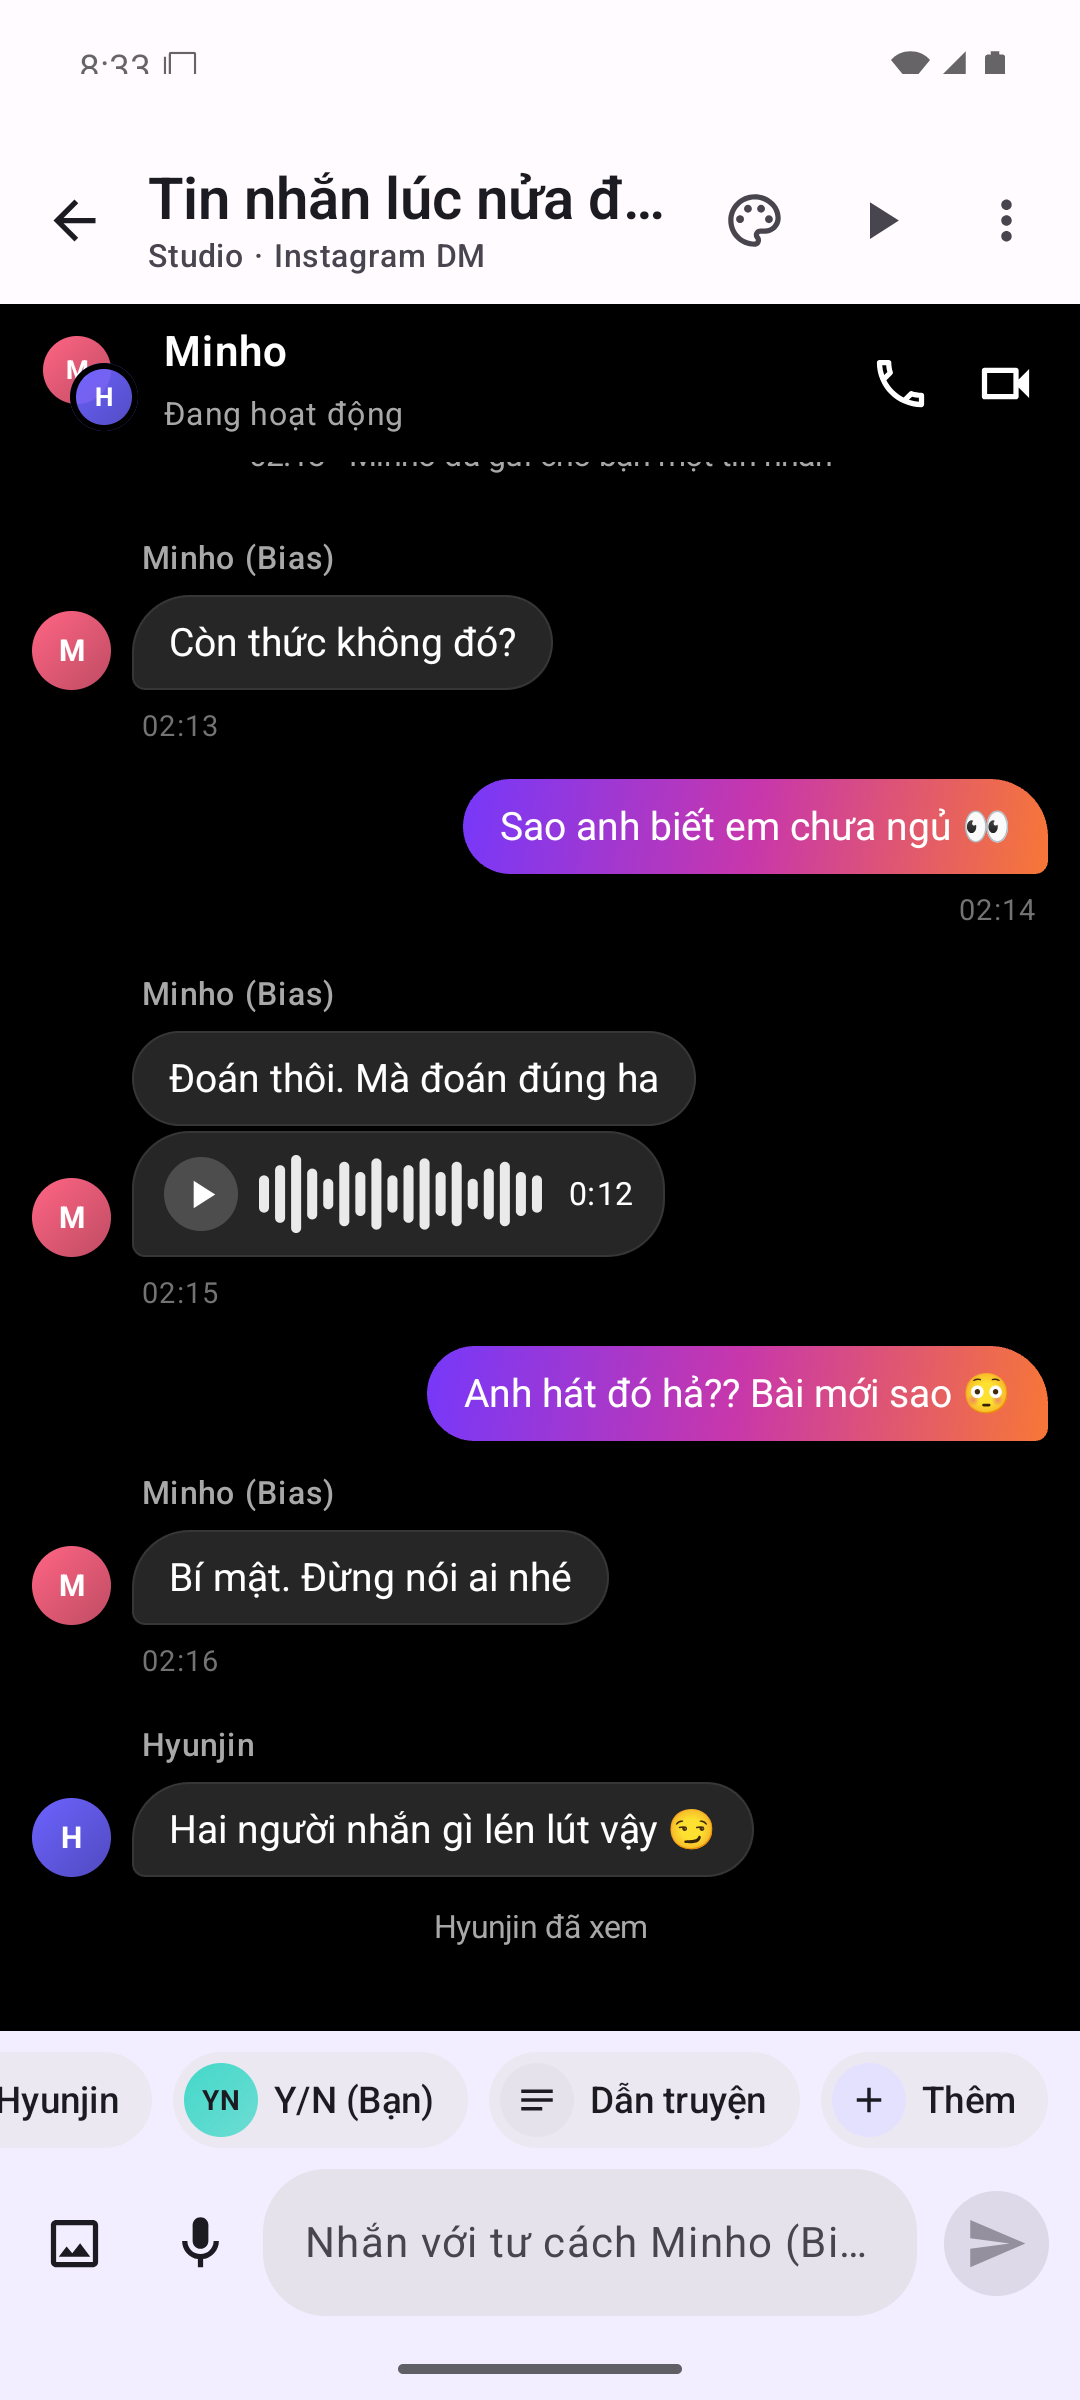 8:33
Tin nhắn lúc nửa đ...
Studio · Instagram DM
M
H
Minho
Đang hoạt động
Minho (Bias)
M
Còn thức không đó?
02:13
Sao anh biết em chưa ngủ 👀
02:14
Minho (Bias)
Đoán thôi. Mà đoán đúng ha
M
0:12
02:15
Anh hát đó hả?? Bài mới sao 😳
Minho (Bias)
M
Bí mật. Đừng nói ai nhé
02:16
Hyunjin
H
Hai người nhắn gì lén lút vậy 😏
Hyunjin đã xem
Hyunjin
YN
Y/N (Bạn)
Dẫn truyện
Thêm
Nhắn với tư cách Minho (Bi...